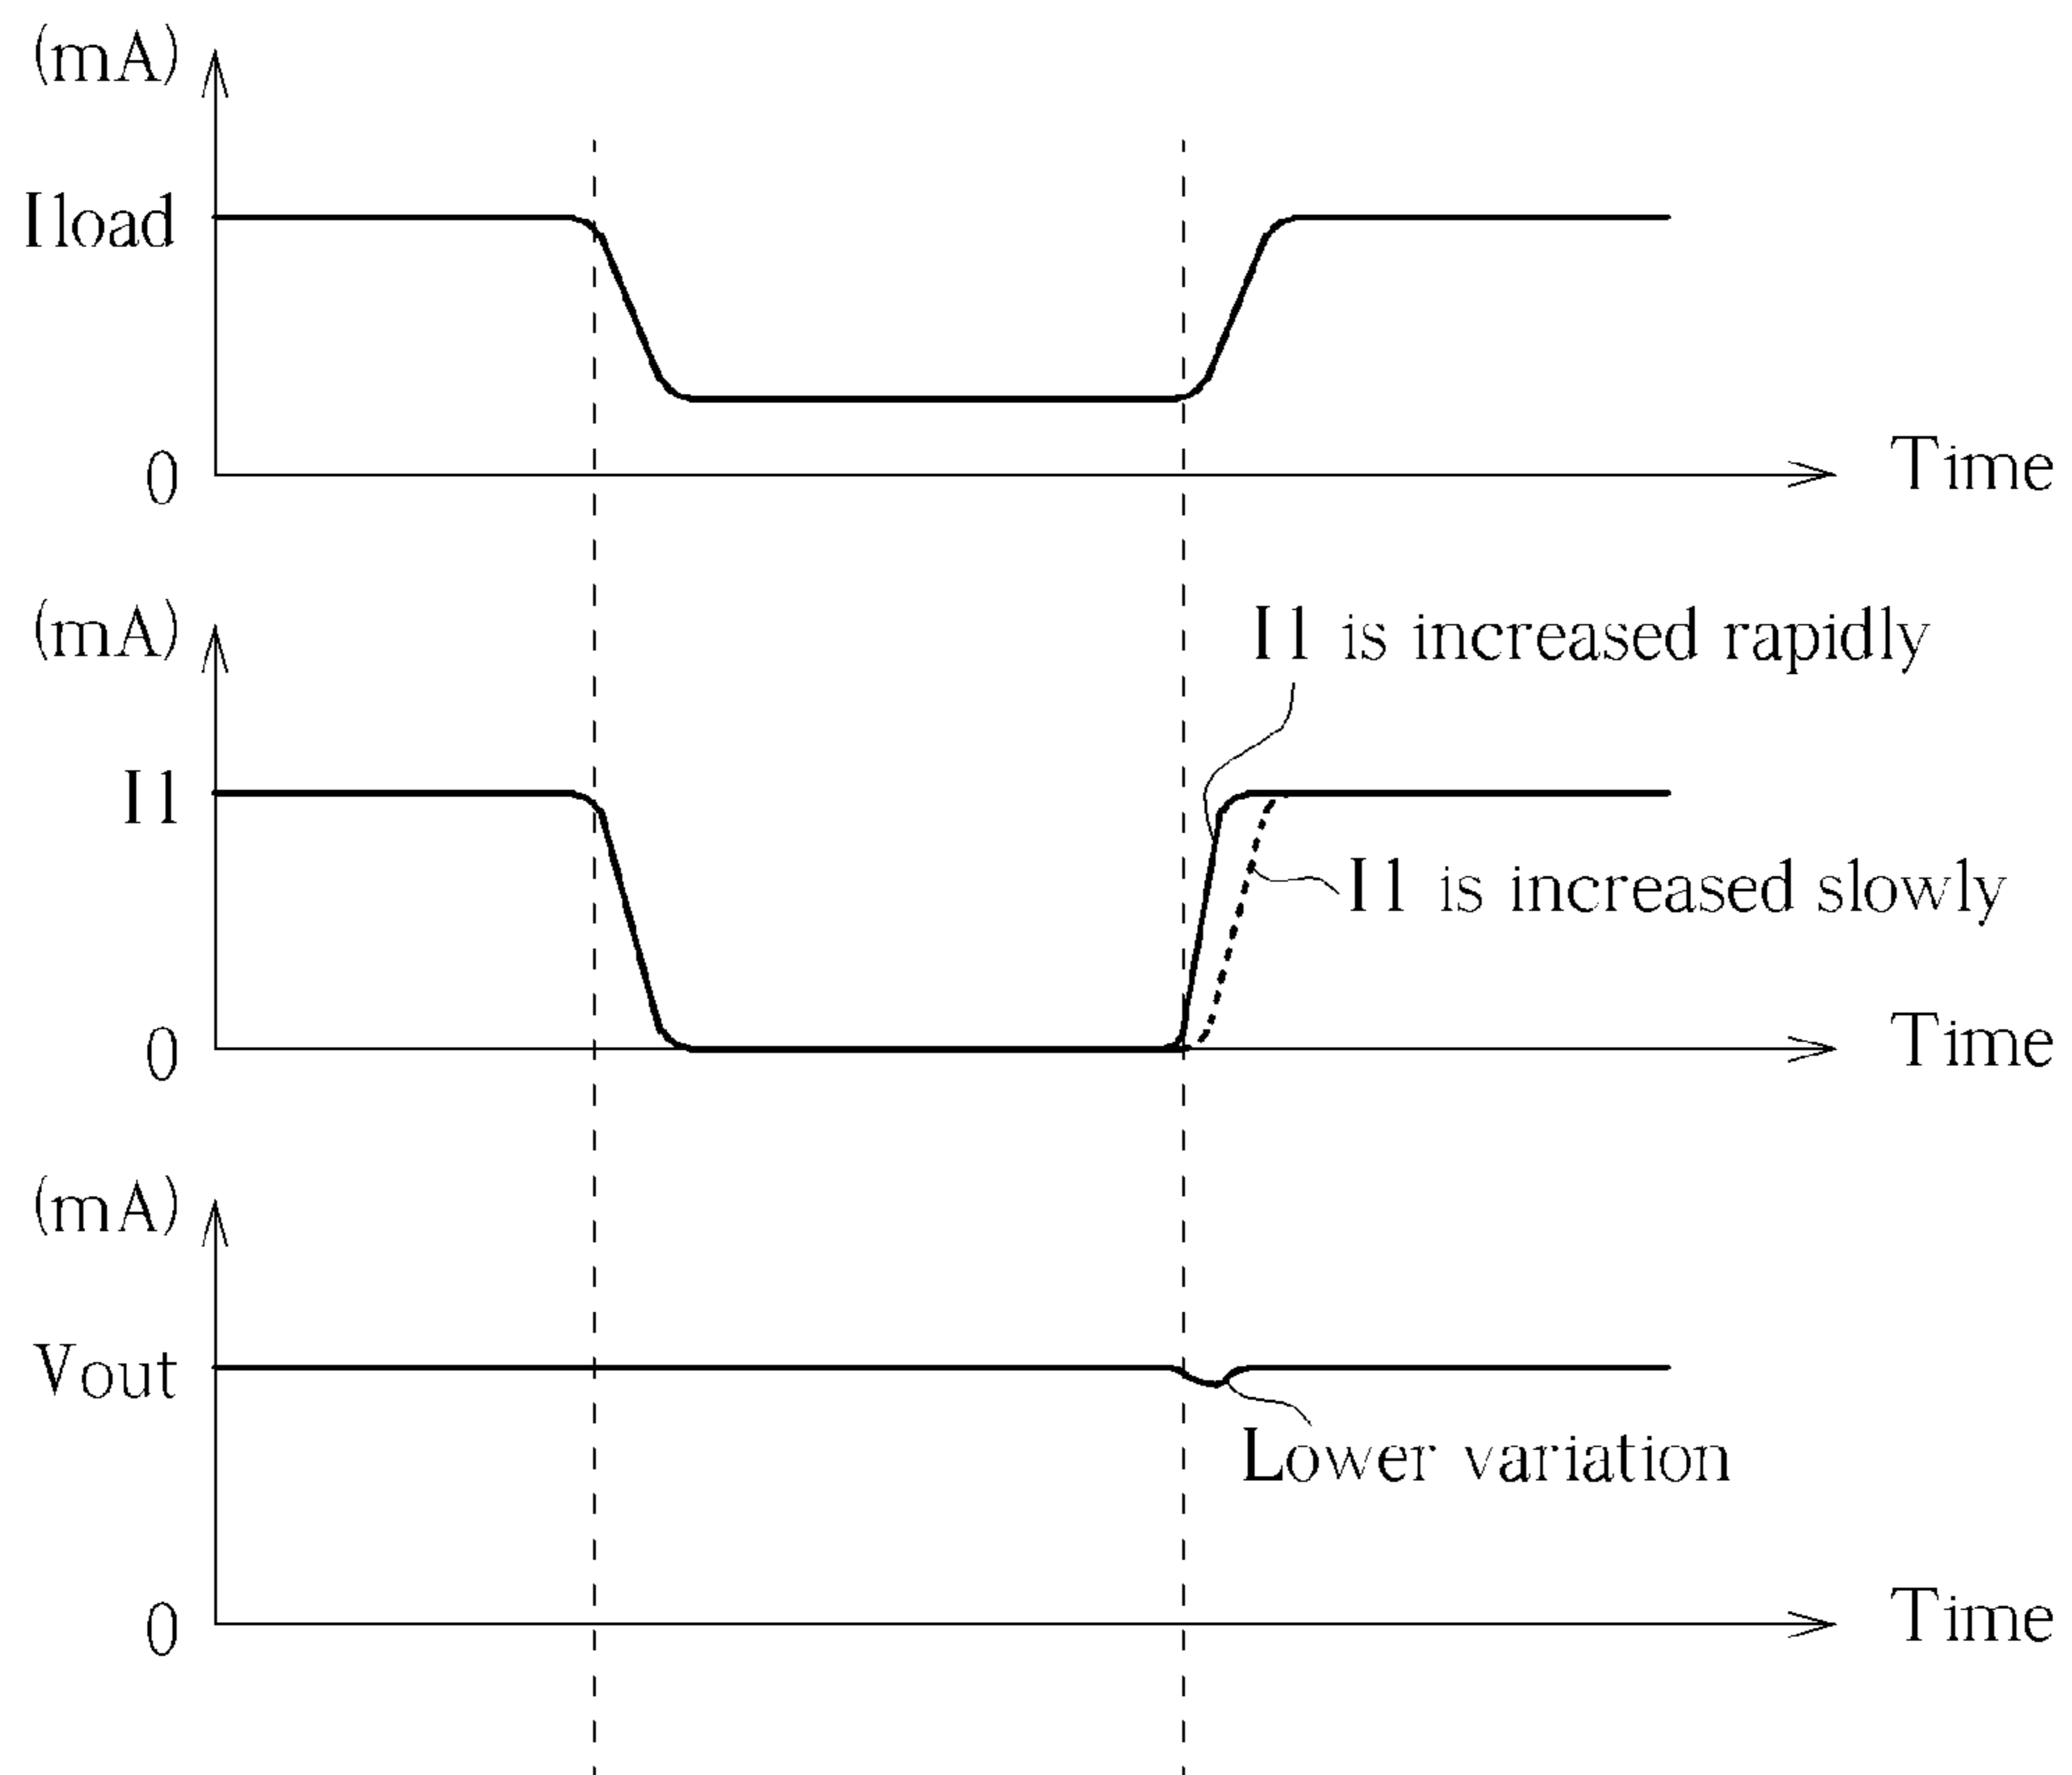 (mA)
Iload
0
Time
(mA)
I1 is increased rapidly
I1
I1 is increased slowly
0
Time
(mA)
Vout
Lower variation
0
Time